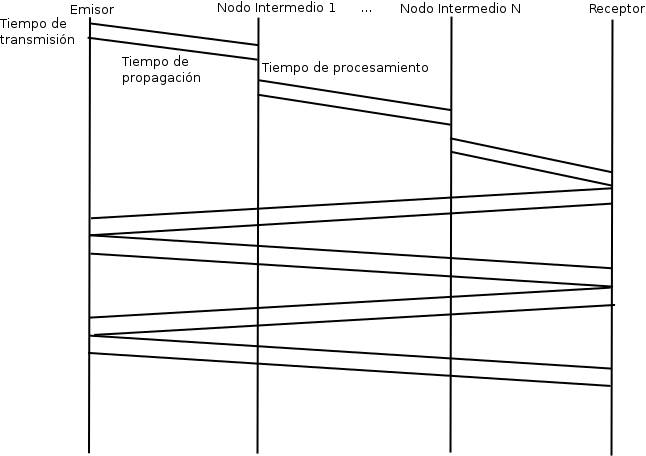 Emisor
Nodo Intermedio 1
...
Nodo Intermedio N
Receptor
Tiempo de
transmisión
Tiempo de
propagación
Tiempo de procesamiento